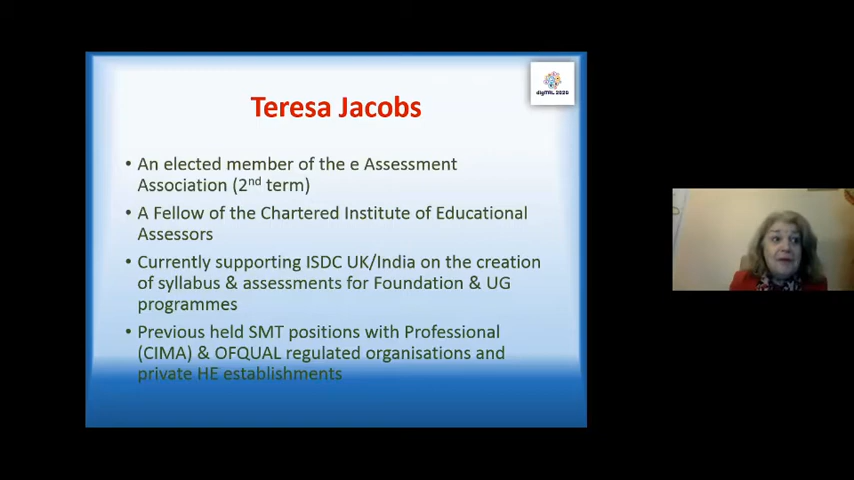 Teresa Jacobs
digiTAL 2020
• An elected member of the e Assessment
Association (2nd term)
• A Fellow of the Chartered Institute of Educational
Assessors
• Currently supporting ISDC UK/India on the creation
of syllabus & assessments for Foundation & UG
programmes
• Previous held SMT positions with Professional
(CIMA) & OFQUAL regulated organisations and
private HE establishments